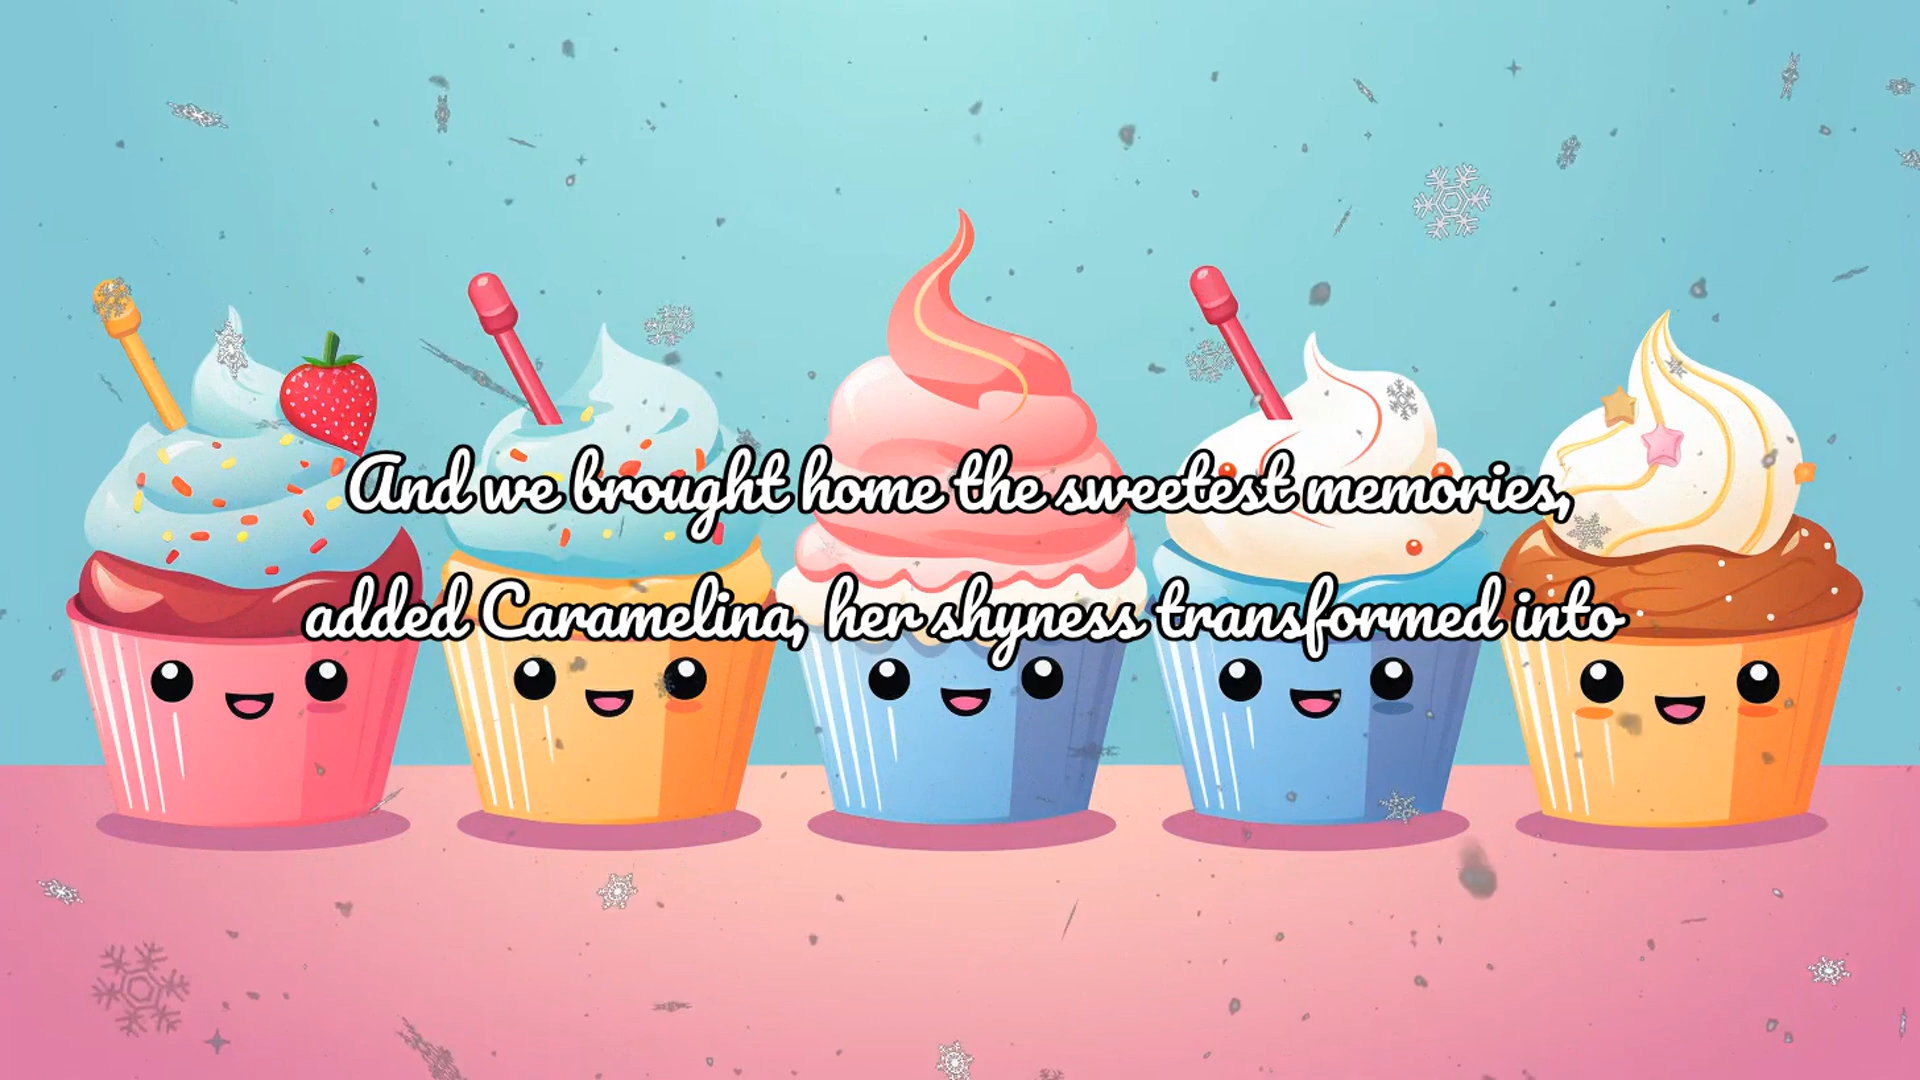 And we brought home the sweetest memories,
added Caramelina, her shyness transformed into